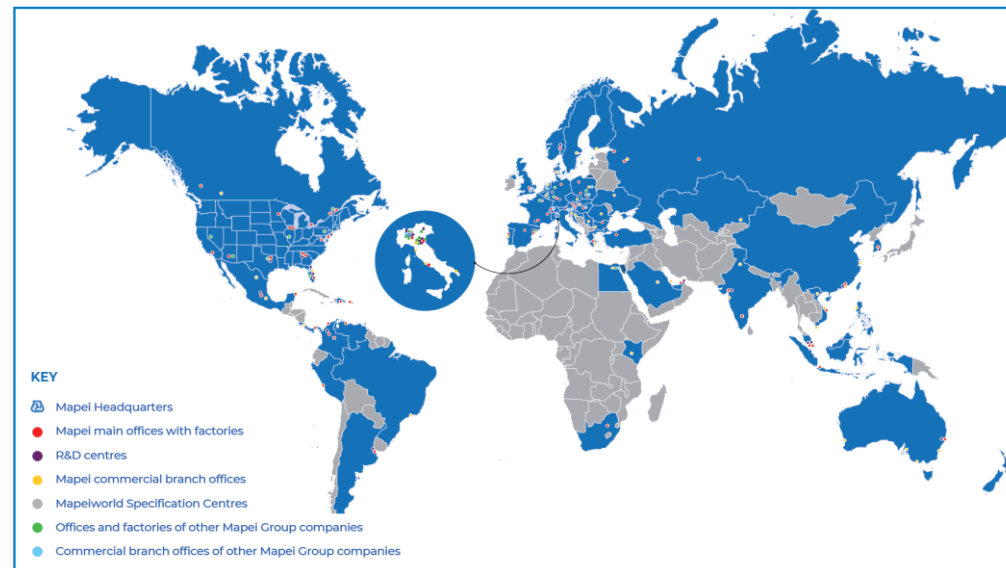 KEY
Mapei Headquarters
Mapei main offices with factories
R&D centres
Mapei commercial branch offices
Mapeiworld Specification Centres
Offices and factories of other Mapei Group companies
Commercial branch offices of other Mapei Group companies